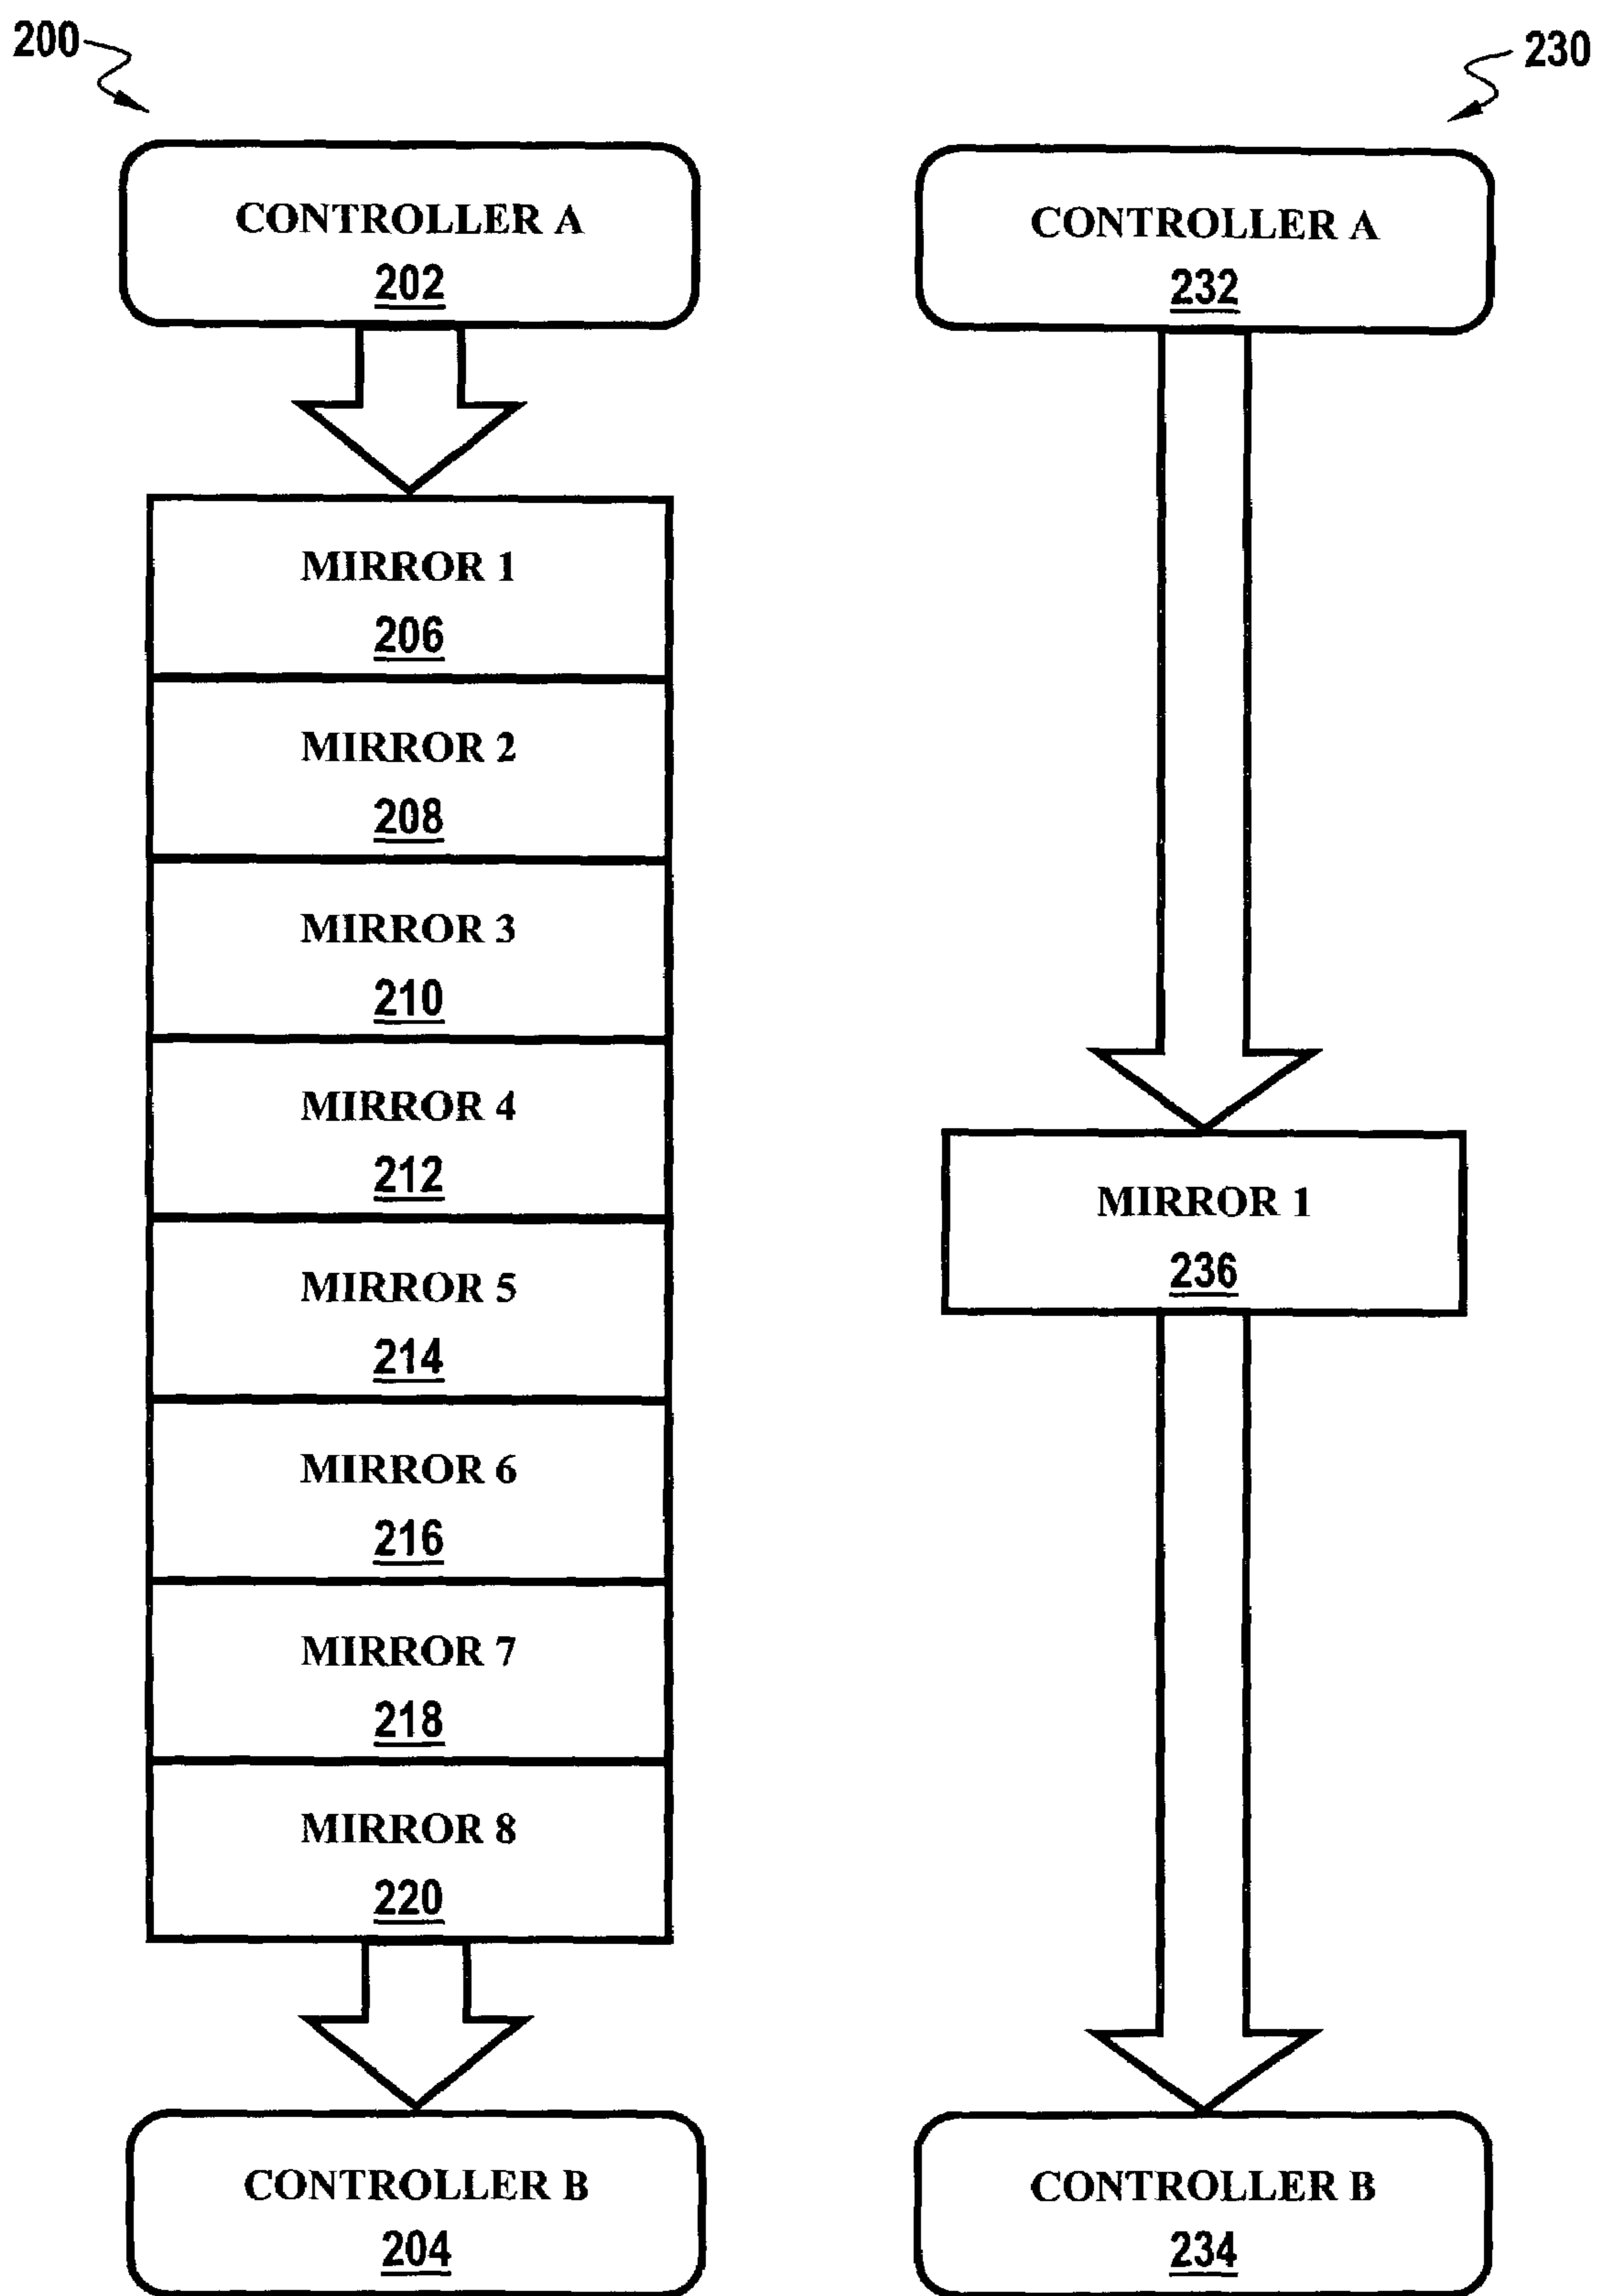 200
CONTROLLER A
202
MIRROR 1
206
MIRROR 2
208
MIRROR 3
210
MIRROR 4
212
MIRROR 5
214
MIRROR 6
216
MIRROR 7
218
MIRROR 8
220
CONTROLLER B
204
230
CONTROLLER A
232
MIRROR 1
236
CONTROLLER B
234